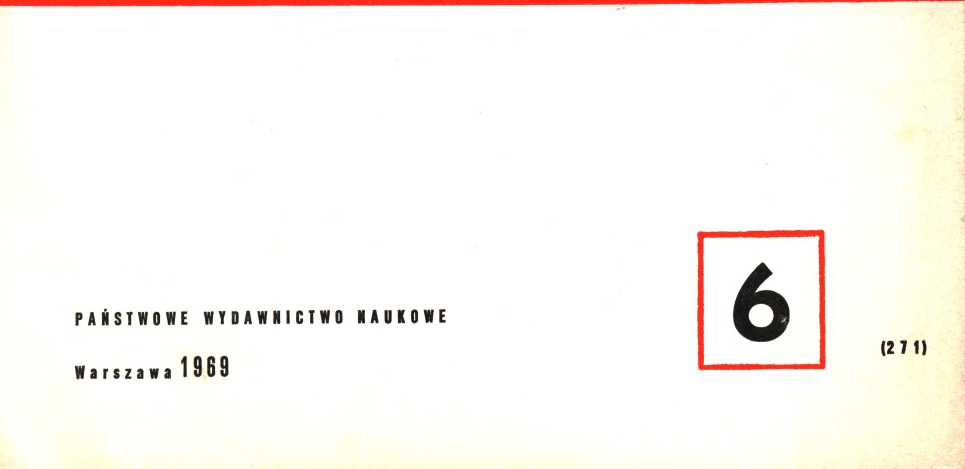 6
PAŃSTWOWE WYDAWNICTWO NAUKOWE
(271)
Warszawa 1969